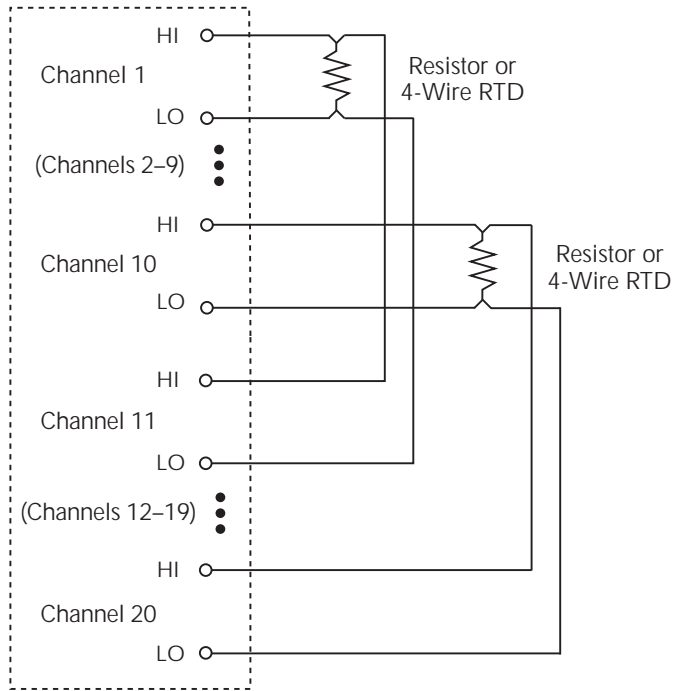 HI
Channel 1
LO
Resistor or
4-Wire RTD
(Channels 2–9)
HI
Channel 10
LO
Resistor or
4-Wire RTD
HI
Channel 11
LO
(Channels 12–19)
HI
Channel 20
LO